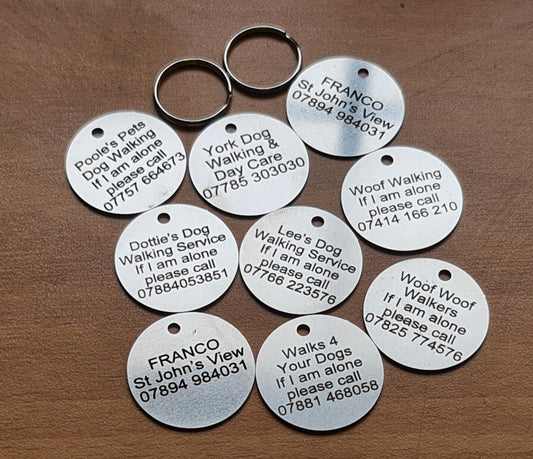 FRANCO
St John's View
07894 984031
Poole's Pets
Dog Walking
If I am alone
please call
07757 664673
York Dog
Walking &
Day Care
07785 303030
Woof Walking
If I am alone
please call
07414 166 210
Dottie's Dog
Walking Service
If I am alone
please call
07884053851
Lee's Dog
Walking Service
If I am alone
please call
07766 223576
Woof Woof
Walkers
If I am alone
please call
07825 774576
FRANCO
St John's View
07894 984031
Walks 4
Your Dogs
If I am alone
please call
07881 468058